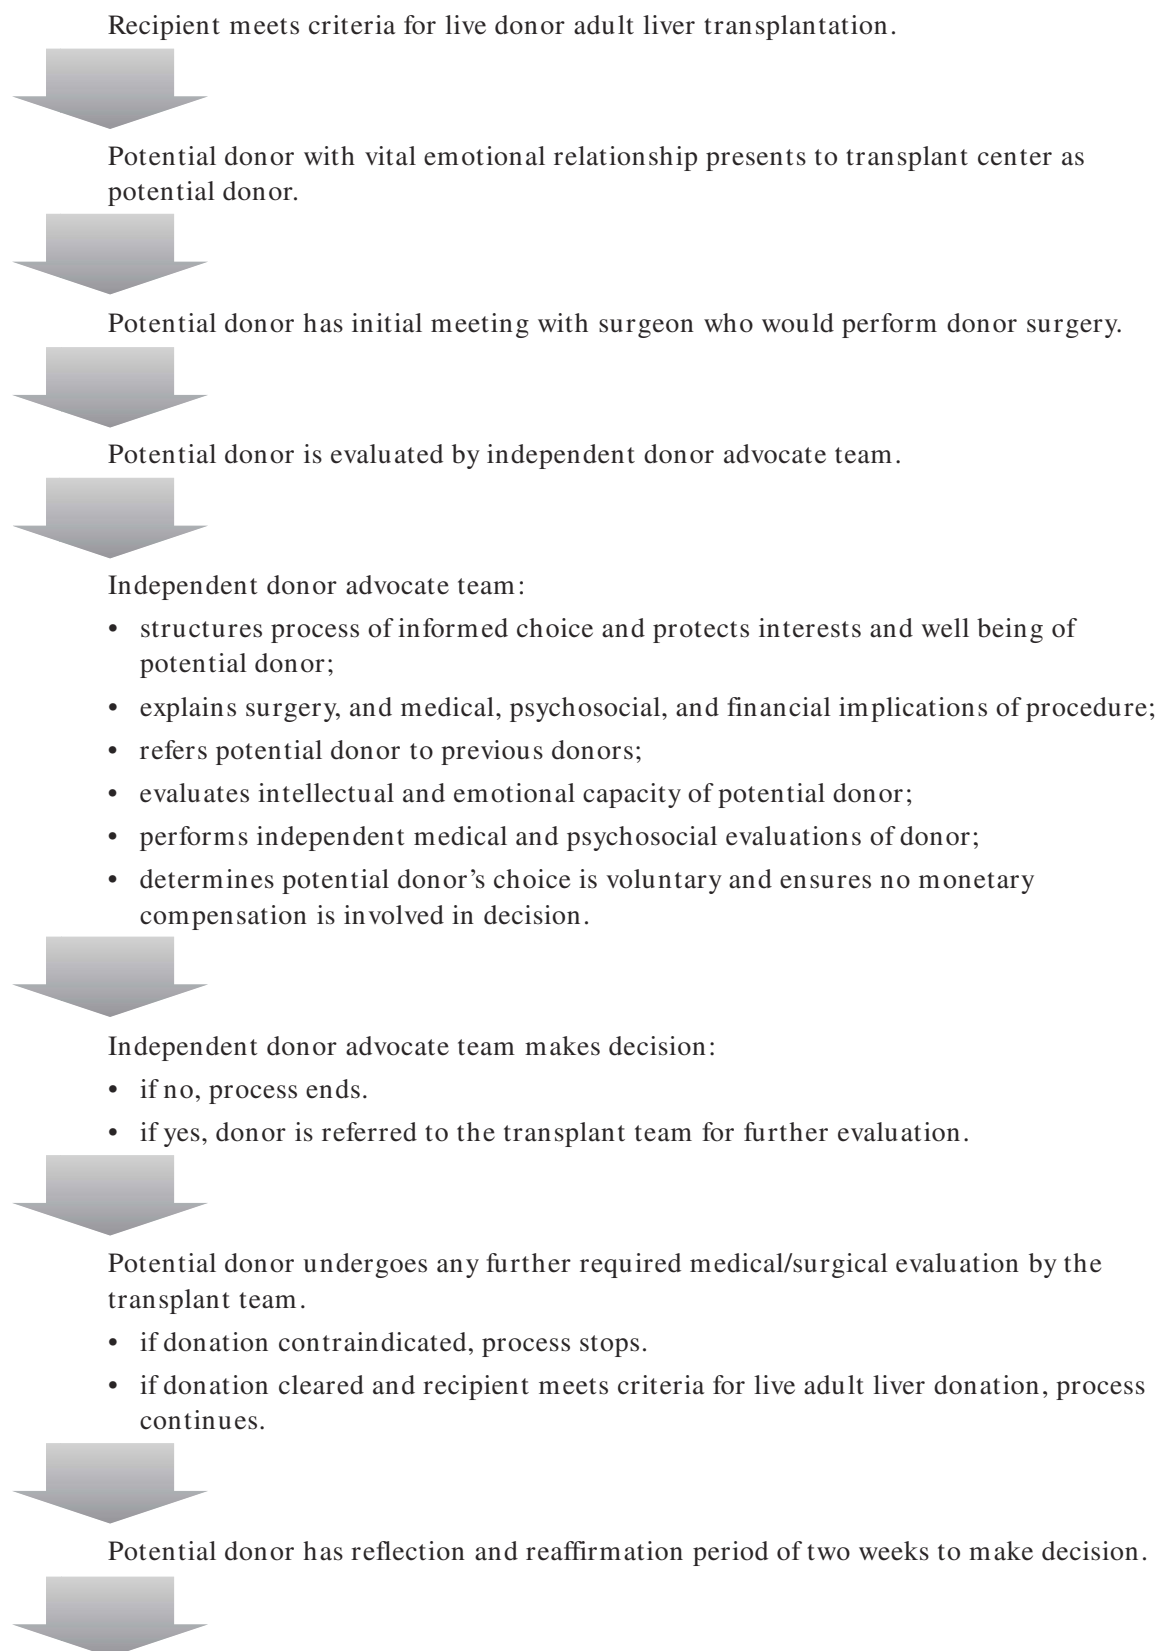 Recipient meets criteria for live donor adult liver transplantation.
Potential donor with vital emotional relationship presents to transplant center as
potential donor.
Potential donor has initial meeting with surgeon who would perform donor surgery.
Potential donor is evaluated by independent donor advocate team.
Independent donor advocate team:
• structures process of informed choice and protects interests and well being of
potential donor;
• explains surgery, and medical, psychosocial, and financial implications of procedure;
• refers potential donor to previous donors;
• evaluates intellectual and emotional capacity of potential donor;
• performs independent medical and psychosocial evaluations of donor;
• determines potential donor's choice is voluntary and ensures no monetary
compensation is involved in decision.
Independent donor advocate team makes decision:
• if no, process ends.
• if yes, donor is referred to the transplant team for further evaluation.
Potential donor undergoes any further required medical/surgical evaluation by the
transplant team.
• if donation contraindicated, process stops.
• if donation cleared and recipient meets criteria for live adult liver donation, process
continues.
Potential donor has reflection and reaffirmation period of two weeks to make decision.